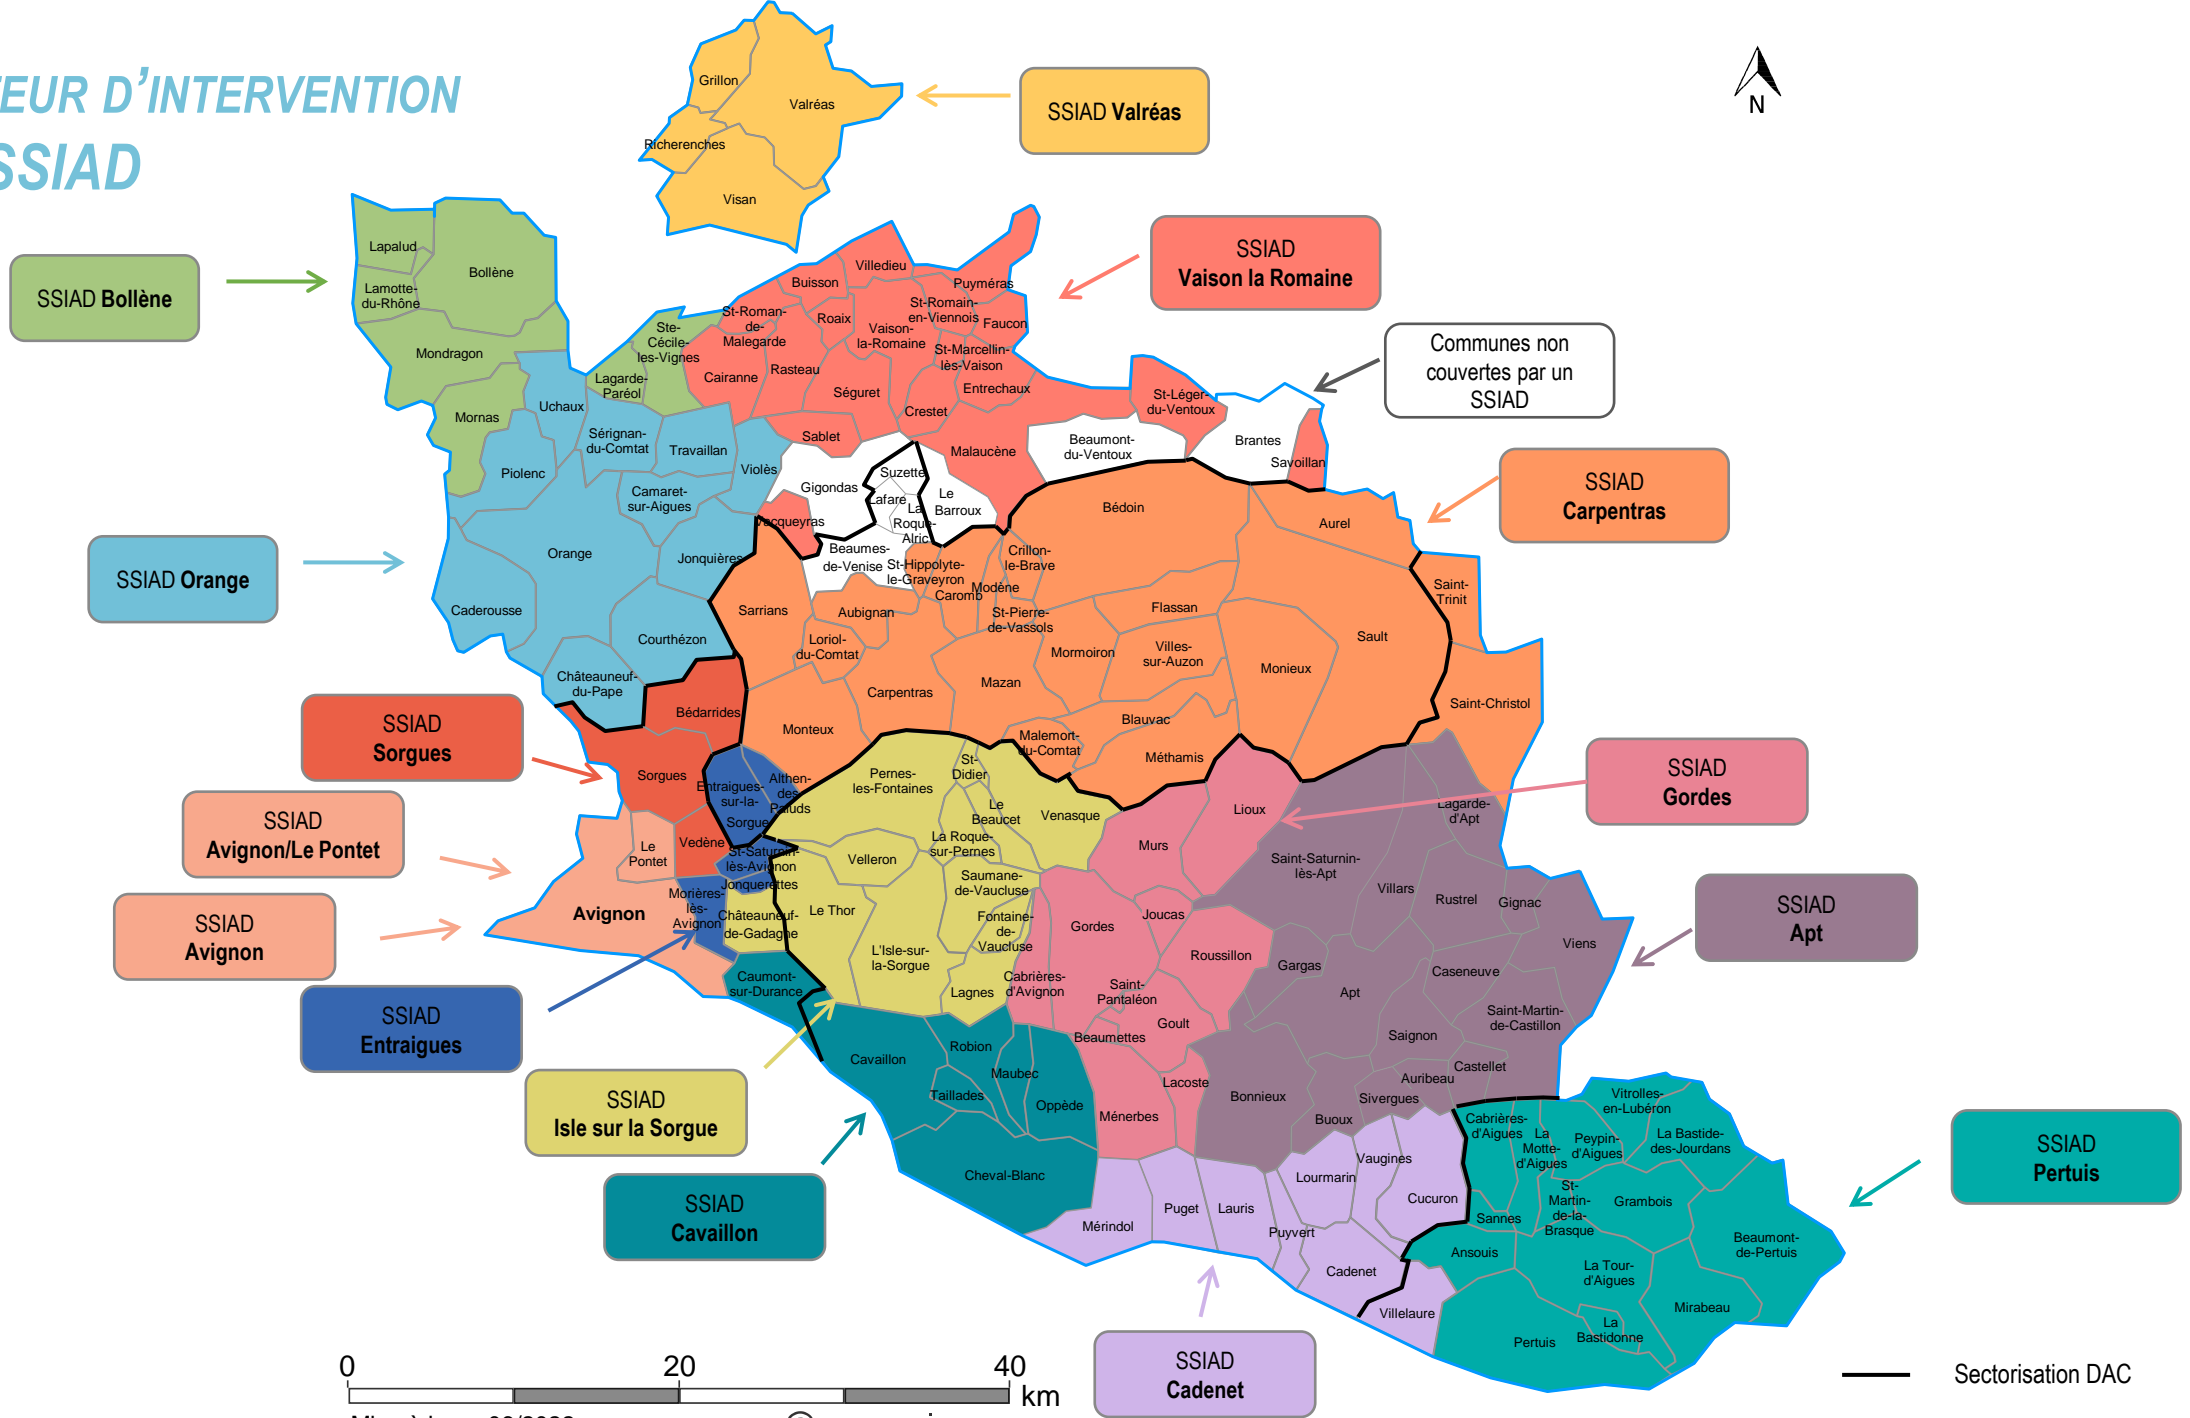 D'INTERVENTION
SSIAD
N
SSIAD Valréas
SSIAD Bollène
SSIAD
Vaison la Romaine
Communes non
couvertes par un
SSIAD
SSIAD
Carpentras
SSIAD Orange
SSIAD
Sorgues
SSIAD
Avignon/Le Pontet
SSIAD
Avignon
SSIAD
Entraigues
SSIAD
Isle sur la Sorgue
SSIAD
Cavaillon
SSIAD
Gordes
SSIAD
Apt
SSIAD
Pertuis
SSIAD
Cadenet
Grillon
Valréas
Richerenches
Visan
Lapalud
Bollène
Lamotte-
du-Rhône
Mondragon
Mornas
Ste-
Cécile-
les-Vignes
Lagarde-
Paréol
Uchaux
Sérignan-
du-Comtat
Travaillan
Violès
Piolenc
Camaret-
sur-Aigues
Orange
Jonquières
Caderousse
Courthézon
Châteauneuf-
du-Pape
Villedieu
Buisson
Puyméras
St-Roman-
de-
Malegarde
Roaix
St-Romain-
en-Viennois
Faucon
Vaison-
la-Romaine
St-Marcellin-
lès-Vaison
Cairanne
Rasteau
Séguret
Entrechaux
Crestet
Sablet
Malaucène
St-Léger-
du-Ventoux
Beaumont-
du-Ventoux
Brantes
Savoillan
Gigondas
Suzette
Lafare
La
Roque-
Alric
Le
Barroux
Vacqueyras
Beaumes-
de-Venise
St-Hippolyte-
le-Graveyron
Crillon-
le-Brave
Modène
Caromb
Bédoin
Aurel
Saint-
Trinit
Sarrians
Aubignan
St-Pierre-
de-Vassols
Flassan
Loriol-
du-Comtat
Mormoiron
Villes-
sur-Auzon
Sault
Monieux
Carpentras
Mazan
Saint-Christol
Monteux
Blauvac
Malemort-
du-Comtat
Méthamis
Bédarrides
Sorgues
Vedène
Le
Pontet
Avignon
Entraigues-
sur-la-
Sorgue
Althen-
des
Paluds
St-Saturnin-
lès-Avignon
Jonquerettes
Morières-
lès-
Avignon
Châteauneuf-
de-Gadagne
Caumont-
sur-Durance
Pernes-
les-Fontaines
St-
Didier
Le
Beaucet
Venasque
La Roque-
sur-Pernes
Velleron
Saumane-
de-Vaucluse
Le Thor
Fontaine-
de-
Vaucluse
L'Isle-sur-
la-Sorgue
Lagnes
Lioux
Murs
Gordes
Joucas
Roussillon
Cabrières-
d'Avignon
Saint-
Pantaléon
Goult
Beaumettes
Lacoste
Ménerbes
Lagarde-
d'Apt
Saint-Saturnin-
lès-Apt
Villars
Rustrel
Gignac
Viens
Gargas
Apt
Caseneuve
Saint-Martin-
de-Castillon
Saignon
Castellet
Auribeau
Sivergues
Bonnieux
Buoux
Cavaillon
Robion
Maubec
Taillades
Oppède
Cheval-Blanc
Mérindol
Puget
Lauris
Puyvert
Lourmarin
Vaugines
Cucuron
Cadenet
Villelaure
Cabrières-
d'Aigues
La
Motte-
d'Aigues
Peypin-
d'Aigues
Vitrolles-
en-Lubéron
La Bastide-
des-Jourdans
St-
Martin-
de-la-
Brasque
Sannes
Grambois
Ansouis
La Tour-
d'Aigues
Beaumont-
de-Pertuis
Mirabeau
La
Bastidonne
Pertuis
0 20 40
km
Sectorisation DAC